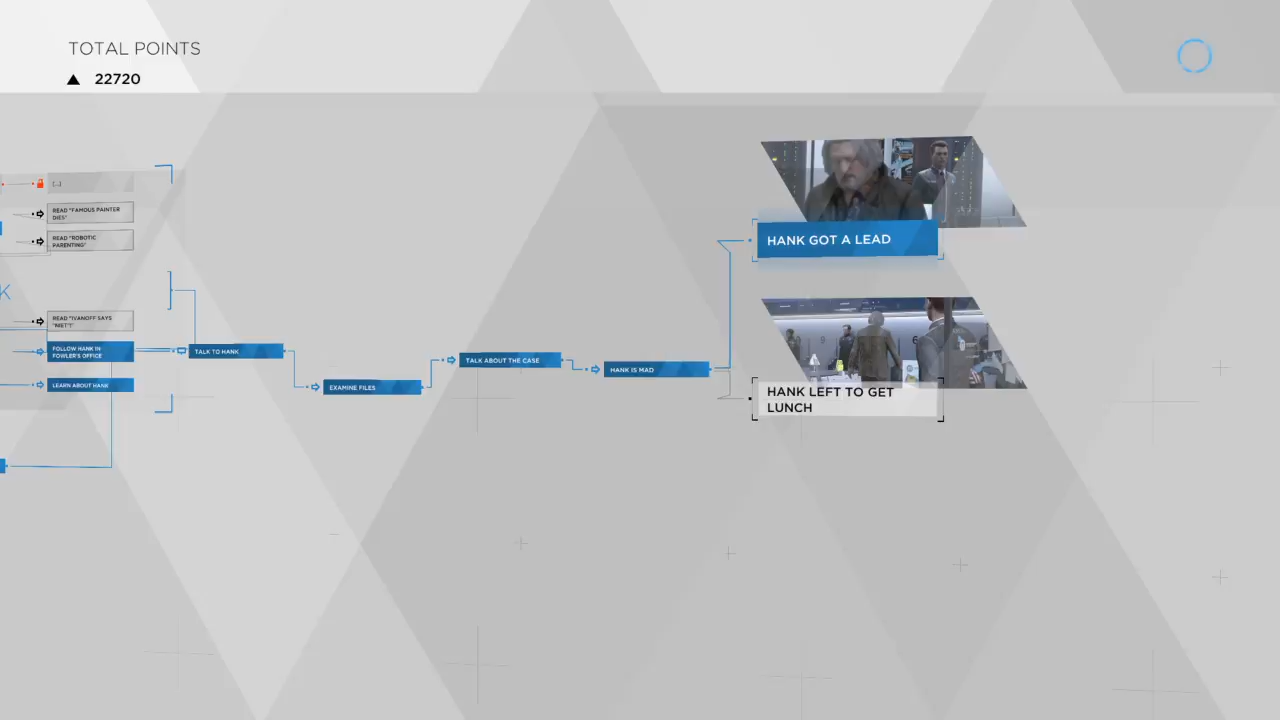 TOTAL POINTS
22720
[...]
READ "FAMOUS PAINTER
DIES"
READ "ROBOTIC
PARENTING"
K
READ "IVANOFF SAYS
"NIET"!"
FOLLOW HANK IN
FOWLER'S OFFICE
LEARN ABOUT HANK
TALK TO HANK
EXAMINE FILES
TALK ABOUT THE CASE
HANK IS MAD
HANK GOT A LEAD
HANK LEFT TO GET
LUNCH